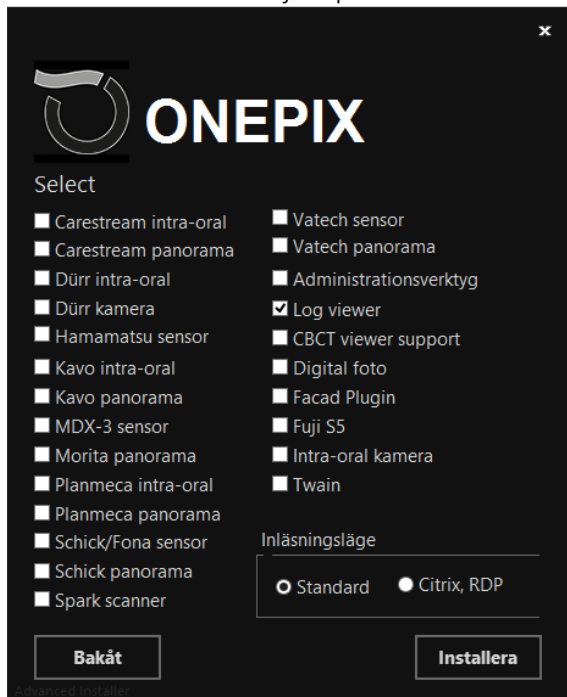 x
ONEPIX
Select
Carestream intra-oral
Carestream panorama
Dürr intra-oral
Dürr kamera
Hamamatsu sensor
Kavo intra-oral
Kavo panorama
MDX-3 sensor
Morita panorama
Planmeca intra-oral
Planmeca panorama
Schick/Fona sensor
Schick panorama
Spark scanner
Vatech sensor
Vatech panorama
Administrationsverktyg
Log viewer
CBCT viewer support
Digital foto
Facad Plugin
Fuji S5
Intra-oral kamera
Twain
Inläsningsläge
Standard
Citrix, RDP
Bakåt
Installera
Advanced Installer